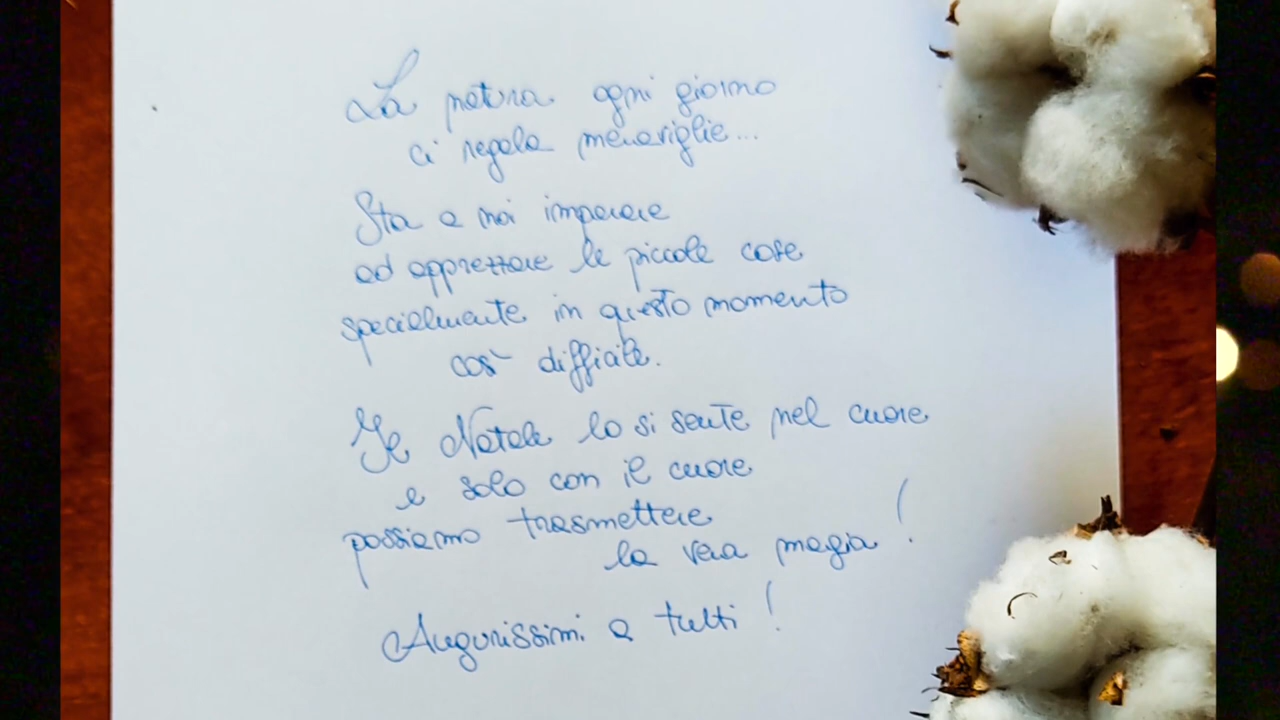 La natura ogni giorno
ci regala meraviglie...
Sta a noi imparare
ad apprezzare le piccole cose
specialmente in questo momento
così difficile.
Il Natale lo si sente nel cuore
e solo con il cuore
possiamo trasmettere
la vera magia!
Augurissimi a tutti!